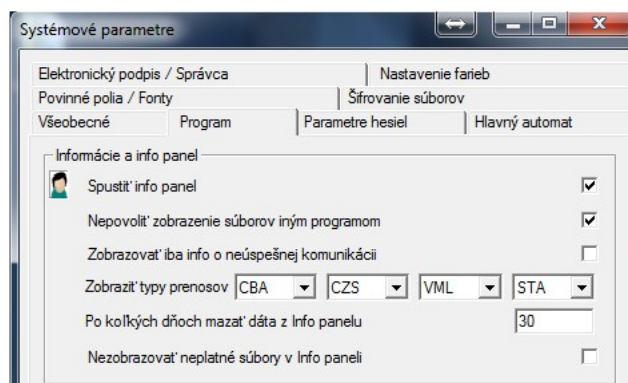 Systémové parametre
Elektronický podpis / Správca
Nastavenie farieb
Povinné polia / Fonty
Šifrovanie súborov
Všeobecné
Program
Parametre hesiel
Hlavný automat
Informácie a info panel
Spustiť info panel
Nepovoliť zobrazenie súborov iným programom
Zobrazovať iba info o neúspešnej komunikácii
Zobraziť typy prenosov CBA CZS VML STA
Po koľkých dňoch mazať dáta z Info panelu 30
Nezobrazovať neplatné súbory v Info paneli